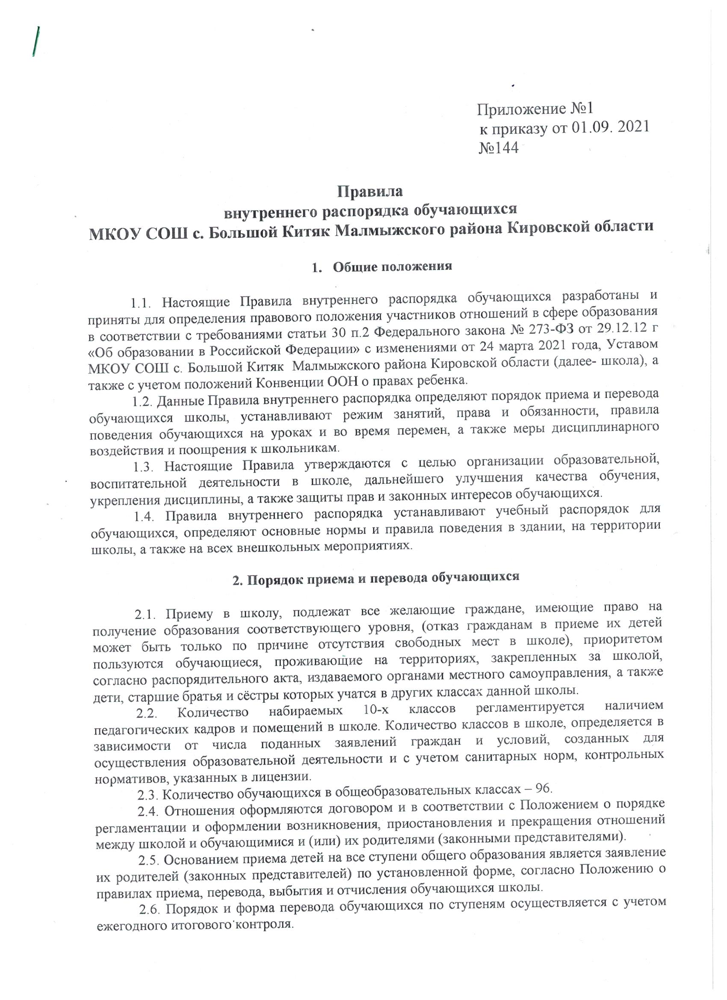 Приложение №1
к приказу от 01.09. 2021
№144
Правила
внутреннего распорядка обучающихся
МКОУ СОШ с. Большой Китяк Малмыжского района Кировской области
1. Общие положения
1.1. Настоящие Правила внутреннего распорядка обучающихся разработаны и
приняты для определения правового положения участников отношений в сфере образования
в соответствии с требованиями статьи 30 п.2 Федерального закона № 273-ФЗ от 29.12.12 г
«Об образовании в Российской Федерации» с изменениями от 24 марта 2021 года, Уставом
МКОУ СОШ с. Большой Китяк Малмыжского района Кировской области (далее- школа), а
также с учетом положений Конвенции ООН о правах ребенка.
1.2. Данные Правила внутреннего распорядка определяют порядок приема и перевода
обучающихся школы, устанавливают режим занятий, права и обязанности, правила
поведения обучающихся на уроках и во время перемен, а также меры дисциплинарного
воздействия и поощрения к школьникам.
1.3. Настоящие Правила утверждаются с целью организации образовательной,
воспитательной деятельности в школе, дальнейшего улучшения качества обучения,
укрепления дисциплины, а также защиты прав и законных интересов обучающихся.
1.4. Правила внутреннего распорядка устанавливают учебный распорядок для
обучающихся, определяют основные нормы и правила поведения в здании, на территории
школы, а также на всех внешкольных мероприятиях.
2. Порядок приема и перевода обучающихся
2.1. Приему в школу, подлежат все желающие граждане, имеющие право на
получение образования соответствующего уровня, (отказ гражданам в приеме их детей
может быть только по причине отсутствия свободных мест в школе), приоритетом
пользуются обучающиеся, проживающие на территориях, закрепленных за школой,
согласно распорядительного акта, издаваемого органами местного самоуправления, а также
дети, старшие братья и сёстры которых учатся в других классах данной школы.
2.2. Количество набираемых 10-х классов регламентируется наличием
педагогических кадров и помещений в школе. Количество классов в школе, определяется в
зависимости от числа поданных заявлений граждан и условий, созданных для
осуществления образовательной деятельности и с учетом санитарных норм, контрольных
нормативов, указанных в лицензии.
2.3. Количество обучающихся в общеобразовательных классах – 96.
2.4. Отношения оформляются договором и в соответствии с Положением о порядке
регламентации и оформлении возникновения, приостановления и прекращения отношений
между школой и обучающимися и (или) их родителями (законными представителями).
2.5. Основанием приема детей на все ступени общего образования является заявление
их родителей (законных представителей) по установленной форме, согласно Положению о
правилах приема, перевода, выбытия и отчисления обучающихся школы.
2.6. Порядок и форма перевода обучающихся по ступеням осуществляется с учетом
ежегодного итогового контроля.